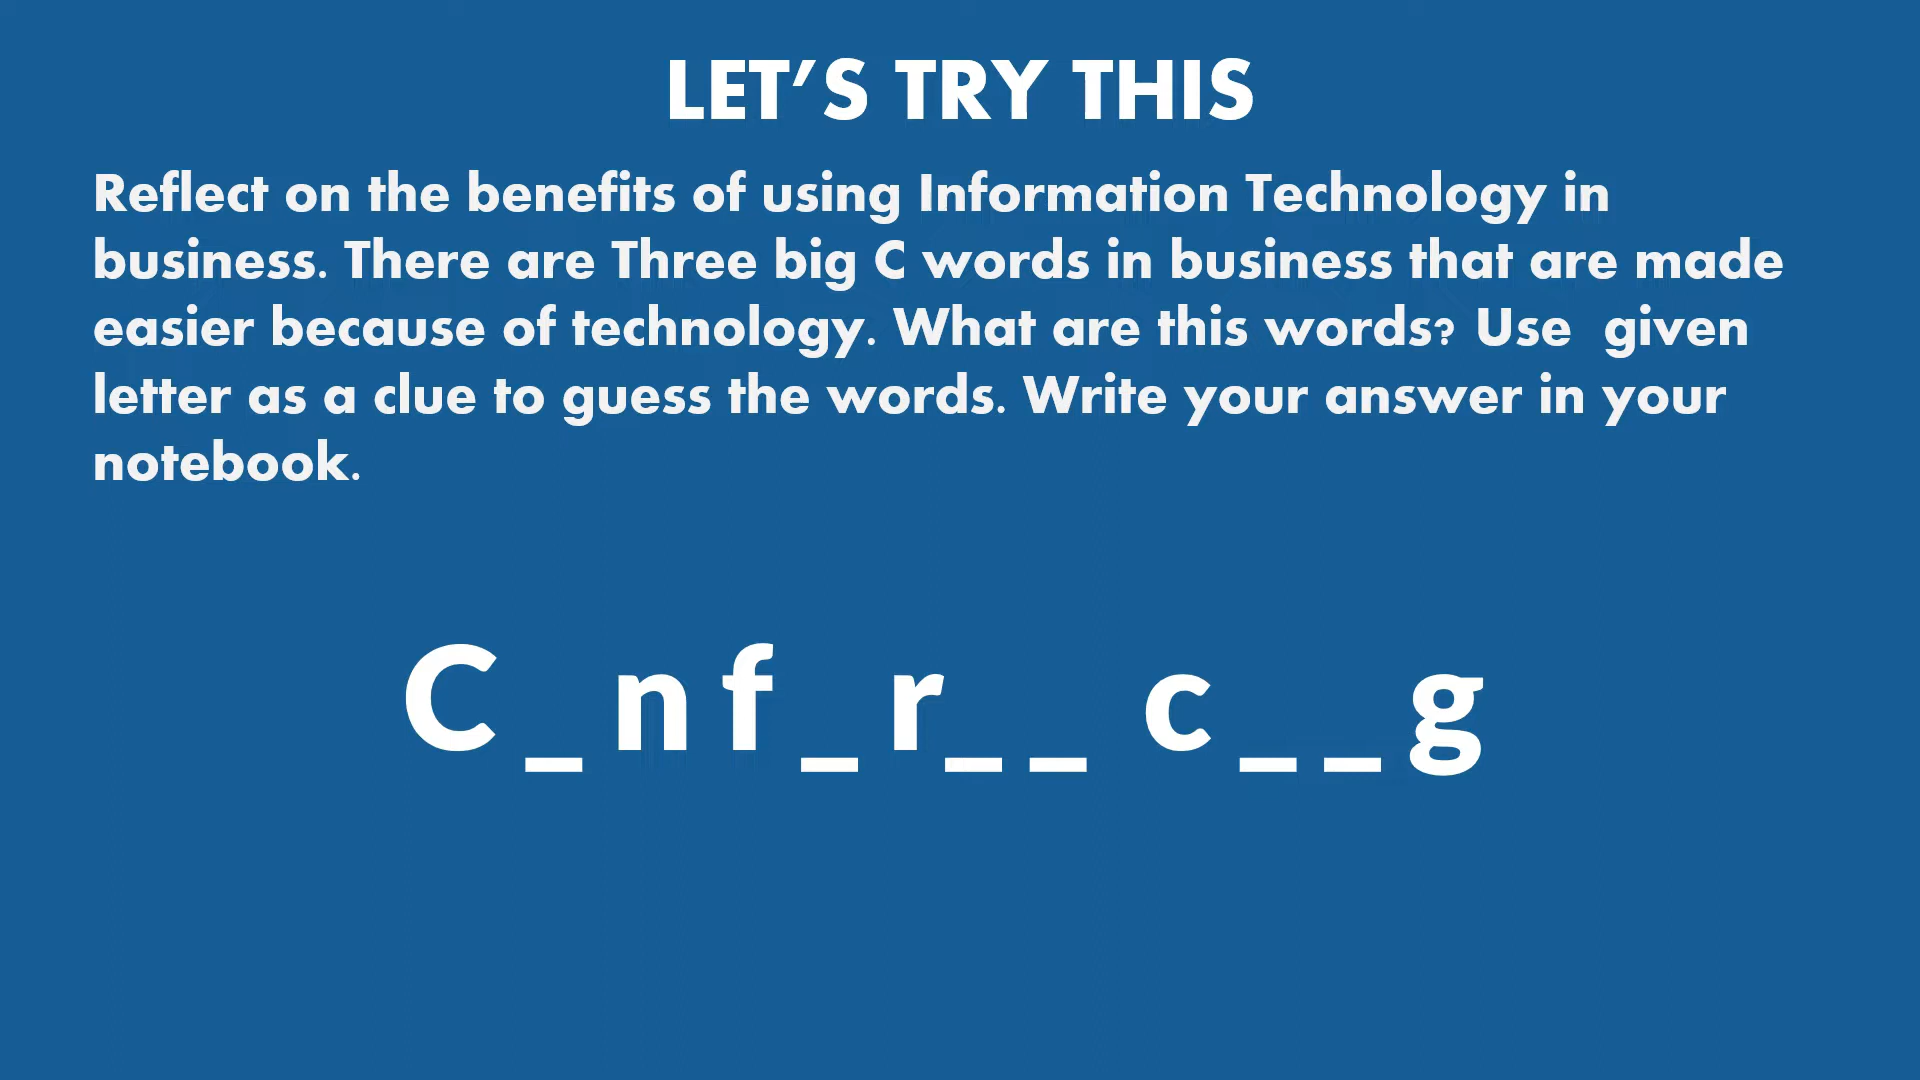 LET’S TRY THIS
Reflect on the benefits of using Information Technology in
business. There are Three big C words in business that are made
easier because of technology. What are this words? Use  given
letter as a clue to guess the words. Write your answer in your
notebook.
C _ n f _ r _ _ c _ _ g